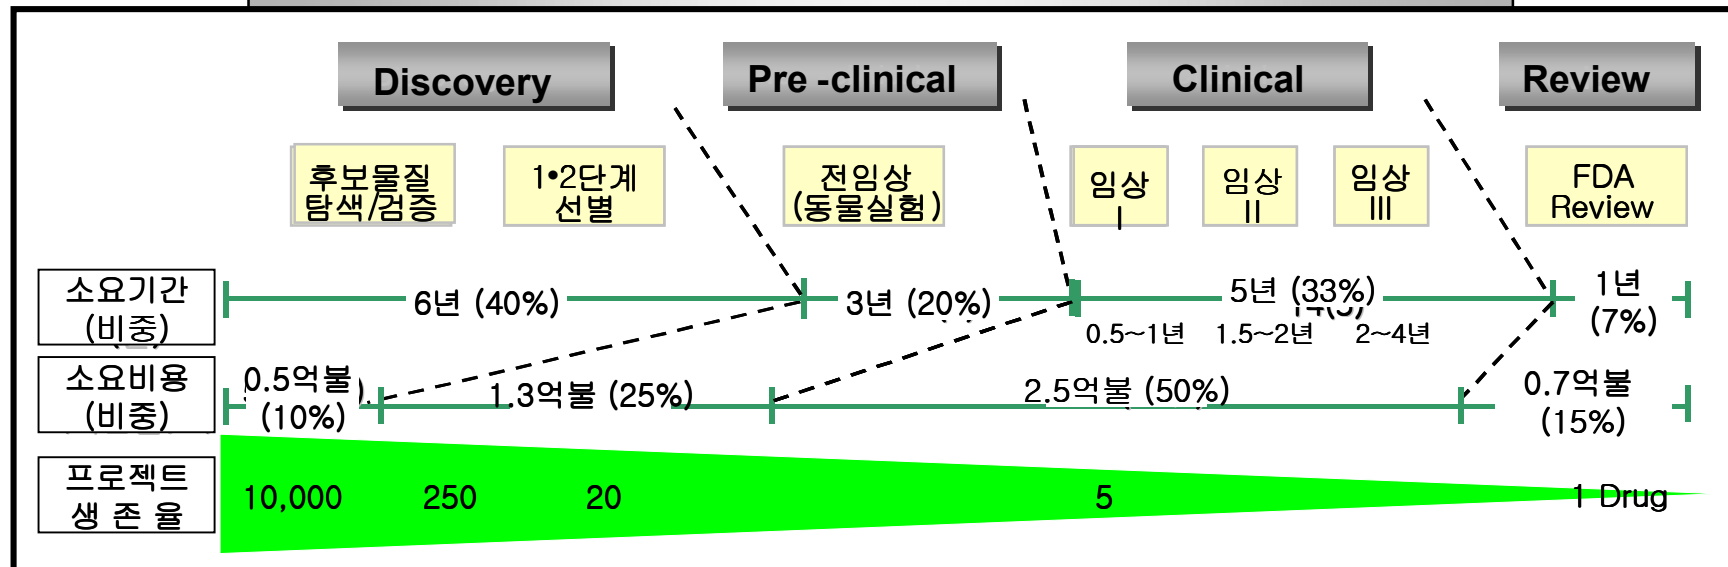 Discovery
Pre -clinical
Clinical
Review
후보물질
탐색/검증
1•2단계
선별
전임상
(동물실험)
임상
I
임상
II
임상
III
FDA
Review
소요기간
(비중)
6년 (40%)
3년 (20%)
5년 (33%)
0.5~1년
1.5~2년
2~4년
1년
(7%)
소요비용
(비중)
0.5억불
(10%)
1.3억불 (25%)
2.5억불 (50%)
0.7억불
(15%)
프로젝트
생 존 율
10,000
250
20
5
1 Drug